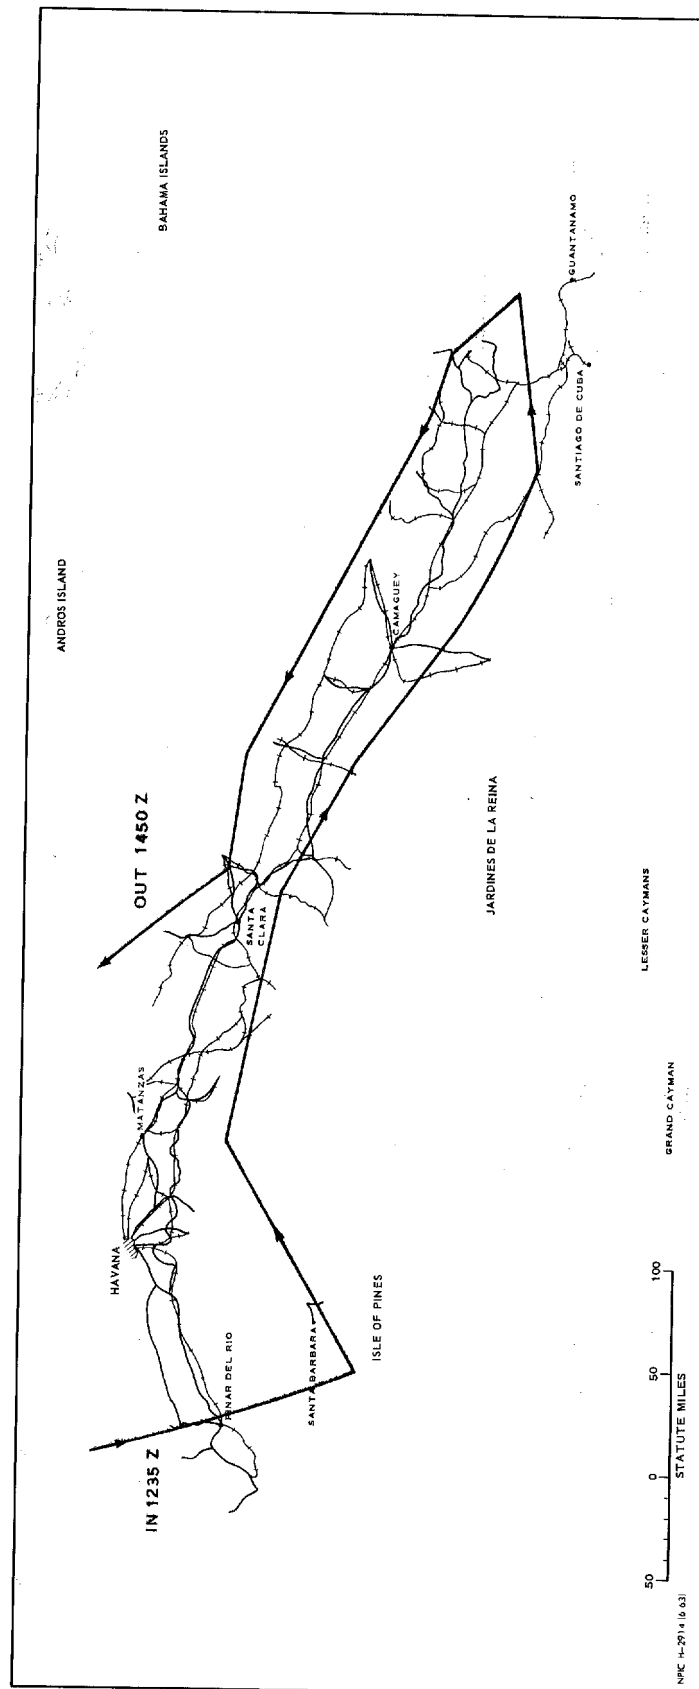 BAHAMA ISLANDS
ANDROS ISLAND
OUT 1450 Z
HAVANA
MATANZAS
SANTA
CLARA
CAMAGUEY
GUANTANAMO
SANTIAGO DE CUBA
IN 1235 Z
PINAR DEL RIO
SANTA BARBARA
ISLE OF PINES
JARDINES DE LA REINA
LESSER CAYMANS
GRAND CAYMAN
50 0 50 100
STATUTE MILES
NPIC H-2914 (6 63)